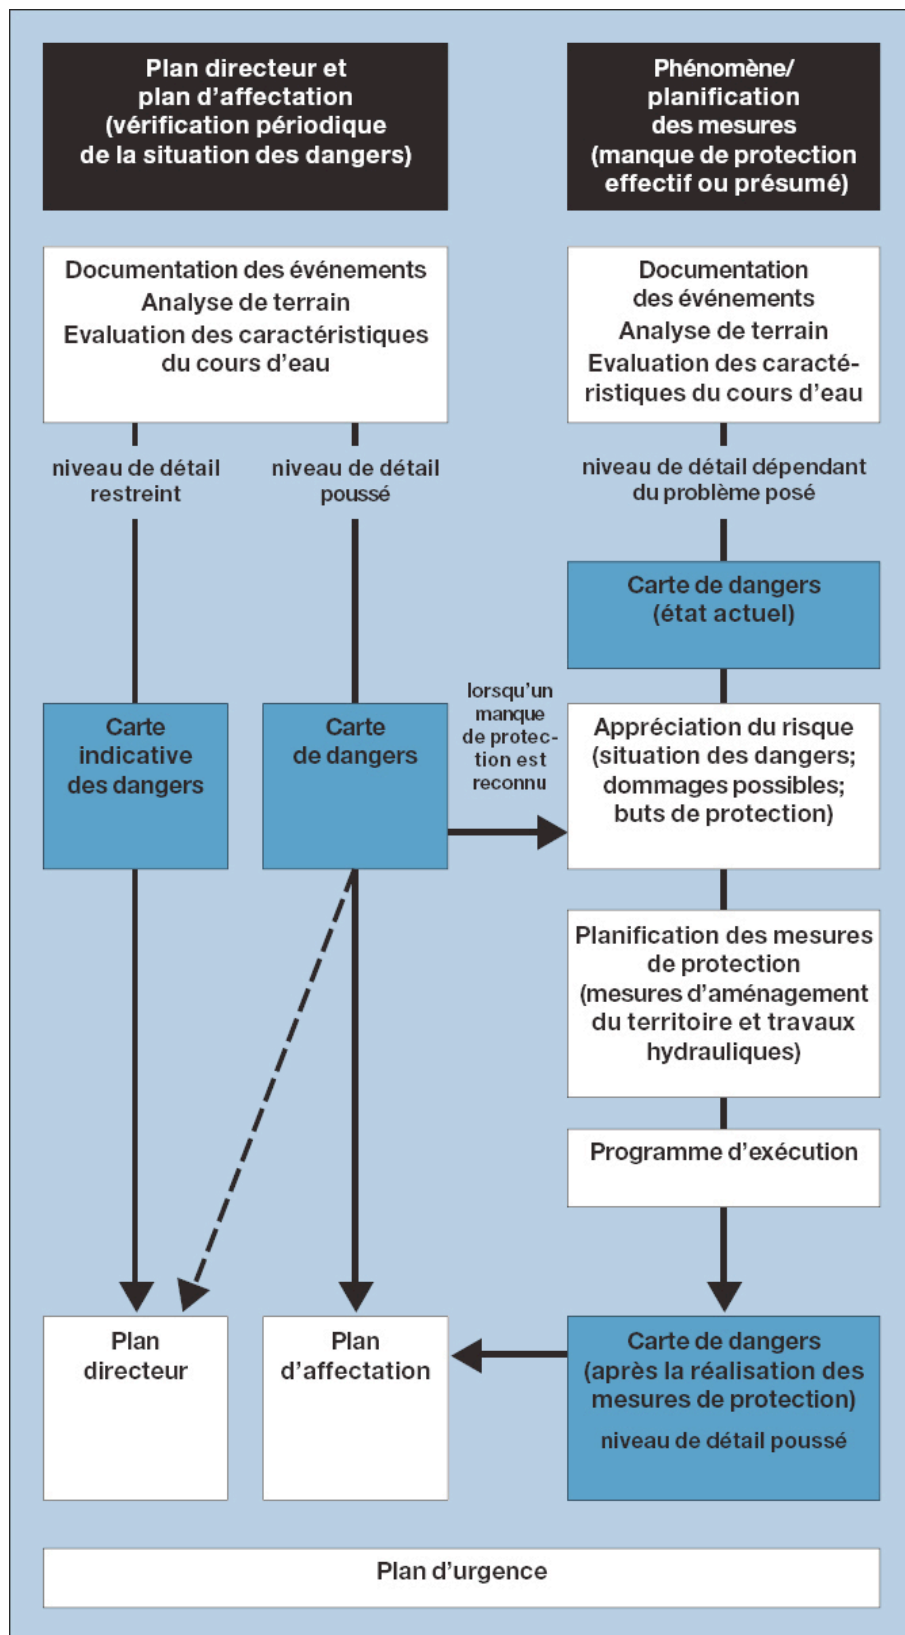 Plan directeur et
plan d'affectation
(vérification périodique
de la situation des dangers)
Phénomène/
planification
des mesures
(manque de protection
effectif ou présumé)
Documentation des événements
Analyse de terrain
Evaluation des caractéristiques
du cours d'eau
Documentation
des événements
Analyse de terrain
Evaluation des caracté-
ristiques du cours d'eau
niveau de détail
restreint
niveau de détail
poussé
niveau de détail dépendant
du problème posé
Carte de dangers
(état actuel)
Carte
indicative
des dangers
Carte
de dangers
lorsqu'un
manque
de protec-
tion est
reconnu
Appréciation du risque
(situation des dangers;
dommages possibles;
buts de protection)
Planification des mesures
de protection
(mesures d'aménagement
du territoire et travaux
hydrauliques)
Programme d'exécution
Plan
directeur
Plan
d'affectation
Carte de dangers
(après la réalisation des
mesures de protection)
niveau de détail poussé
Plan d'urgence